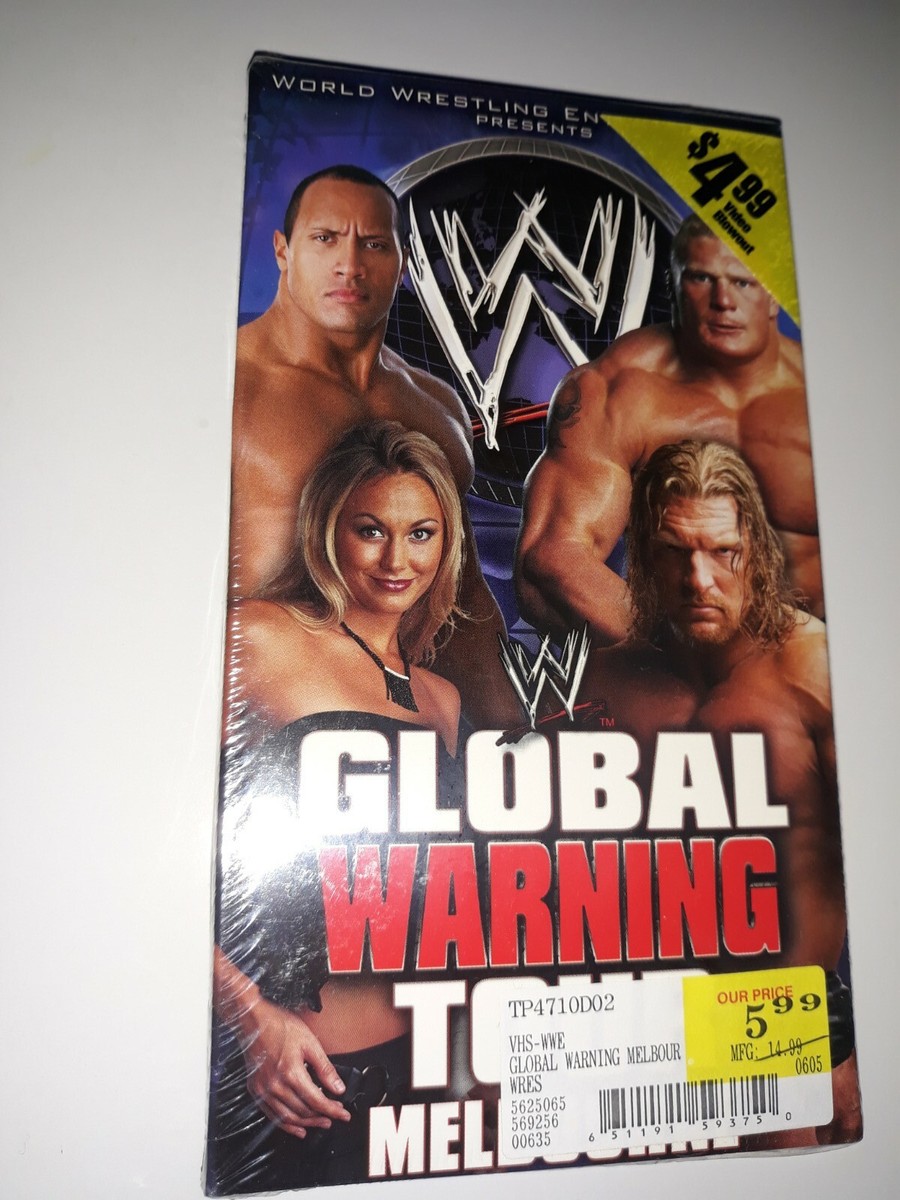 WORLD WRESTLING EN
PRESENTS
$4.99
Video
Blowout
W
W
TM
GLOBAL
WARNING
TP4710D02
VHS-WWE
GLOBAL WARNING MELBOUR
WRES
5625065
569256
00635
OUR PRICE
5.99
MFG: 14.99
0605
6 51191 59375 0